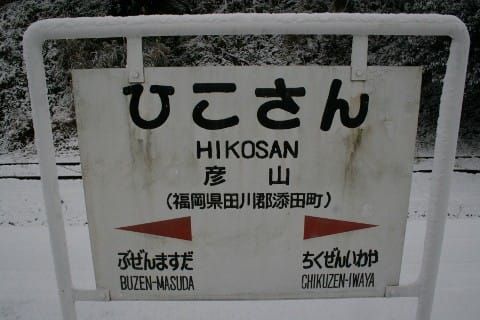 ひこさん
HIKOSAN
彦山
(福岡県田川郡添田町)
ぶぜんますだ ちくぜんいわや
BUZEN-MASUDA CHIKUZEN-IWAYA